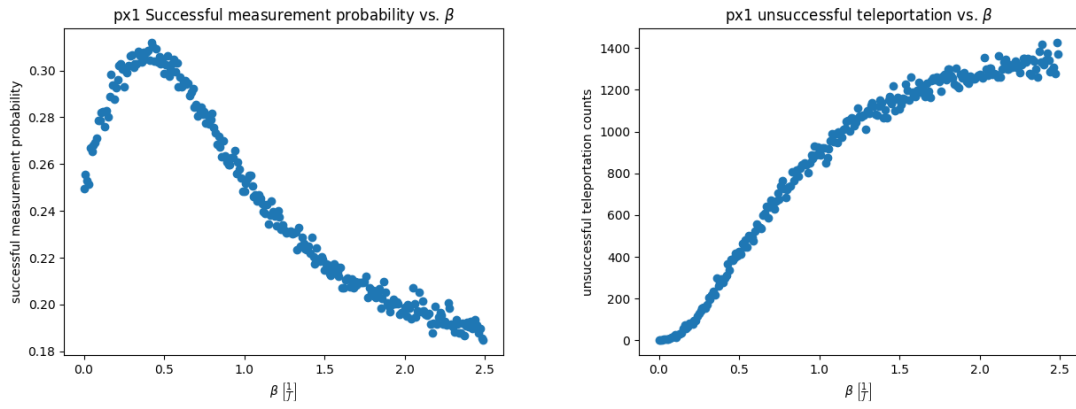 px1 Successful measurement probability vs. β
successful measurement probability
0.30
0.28
0.26
0.24
0.22
0.20
0.18
0.0 0.5 1.0 1.5 2.0 2.5
β [1/J]
px1 unsuccessful teleportation vs. β
unsuccessful teleportation counts
1400
1200
1000
800
600
400
200
0
0.0 0.5 1.0 1.5 2.0 2.5
β [1/J]